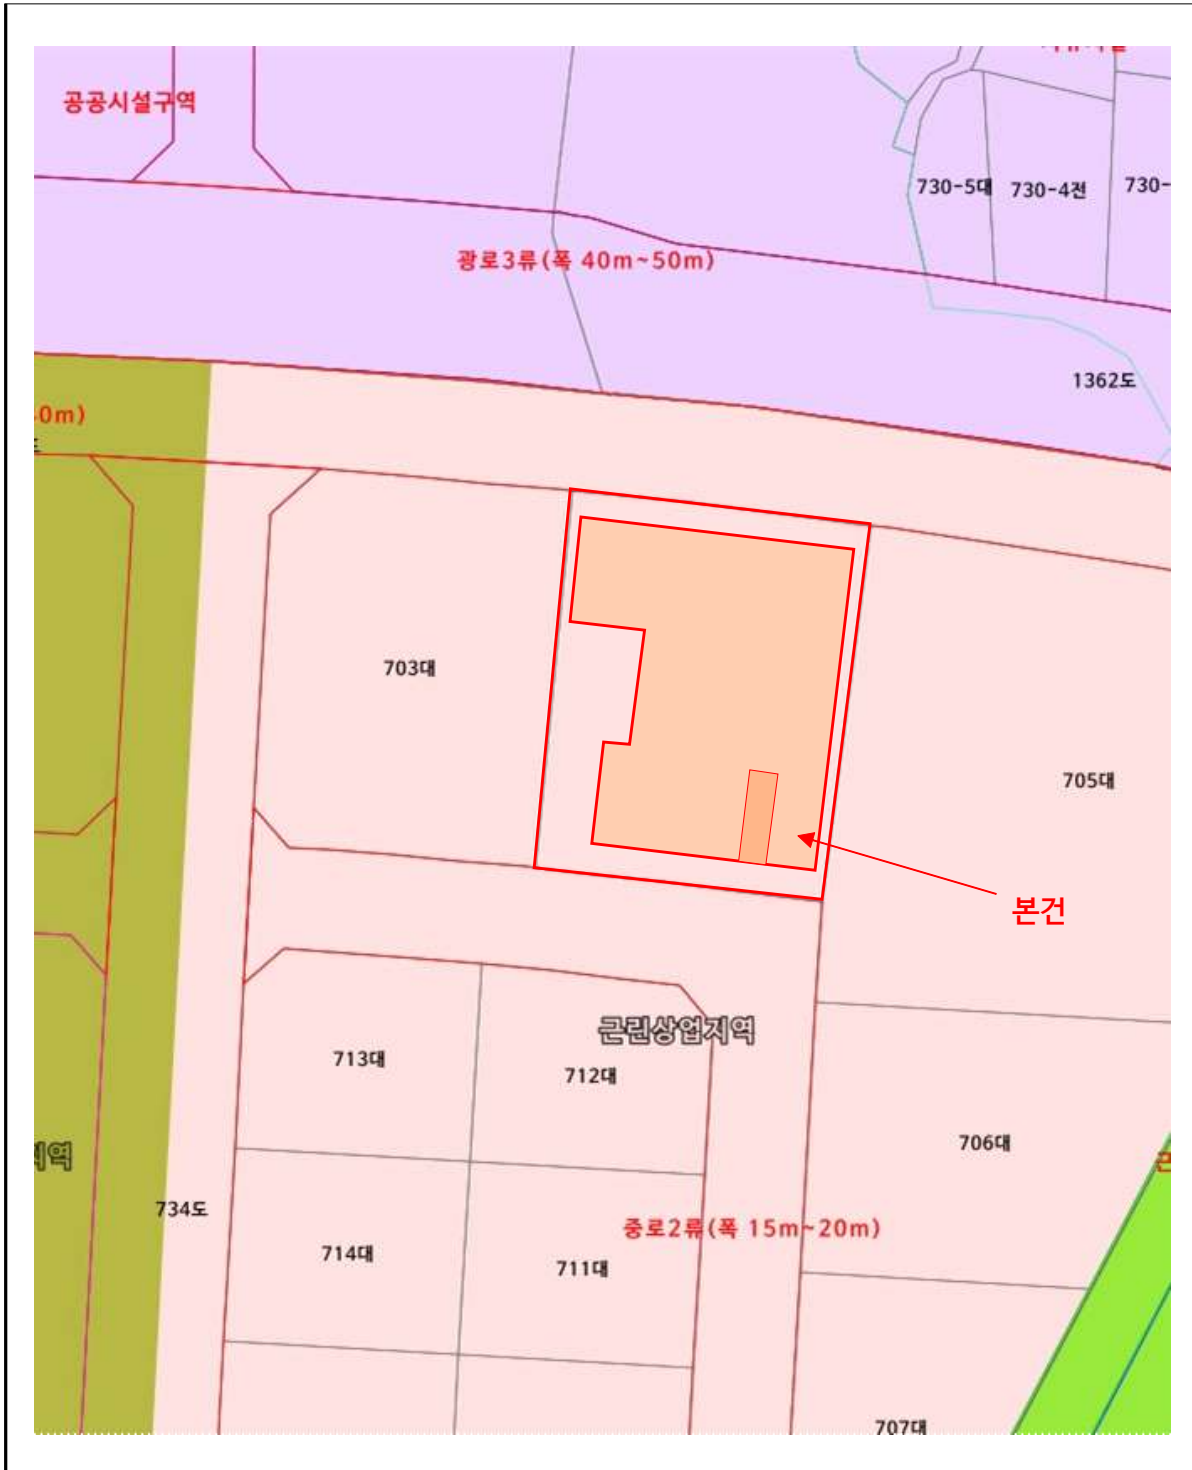 공공시설구역
730-5대
730-4전
730-
광로3류(폭 40m~50m)
1362도
0m)
703대
705대
본건
근린상업지역
713대
712대
706대
지역
734도
중로2류(폭 15m~20m)
714대
711대
707대